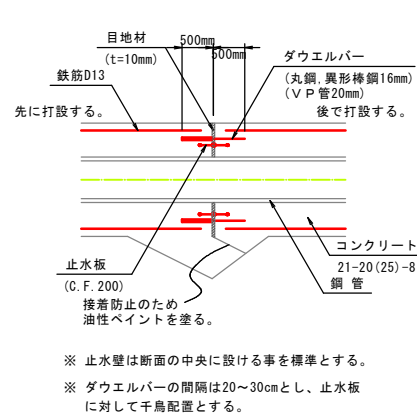 500mm
目地材
(t=10mm)
500mm
ダウエルバー
鉄筋D13
(丸鋼,異形棒鋼16mm)
(ＶＰ管20mm)
先に打設する。
後で打設する。
止水板
(C.F.200)
コンクリート
21-20(25)-8
鋼管
接着防止のため
油性ペイントを塗る。
※ 止水壁は断面の中央に設ける事を標準とする。
※ ダウエルバーの間隔は20～30cmとし、止水板
に対して千鳥配置とする。